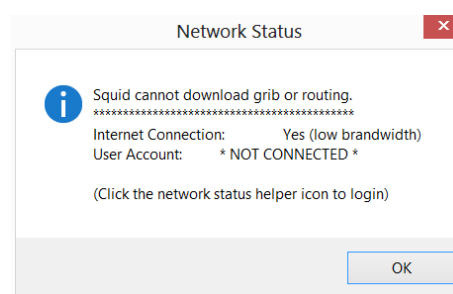 Network Status
Squid cannot download grib or routing.
********************************************
Internet Connection: Yes (low brandwidth)
User Account: * NOT CONNECTED *
(Click the network status helper icon to login)
OK